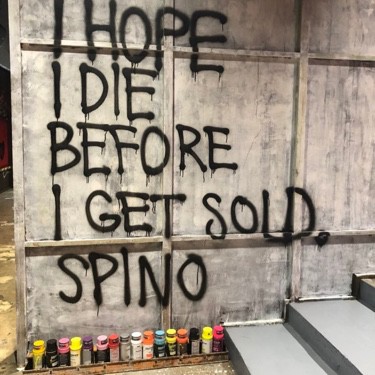 I HOPE
I DIE
BEFORE
I GET SOLD.
SPINO